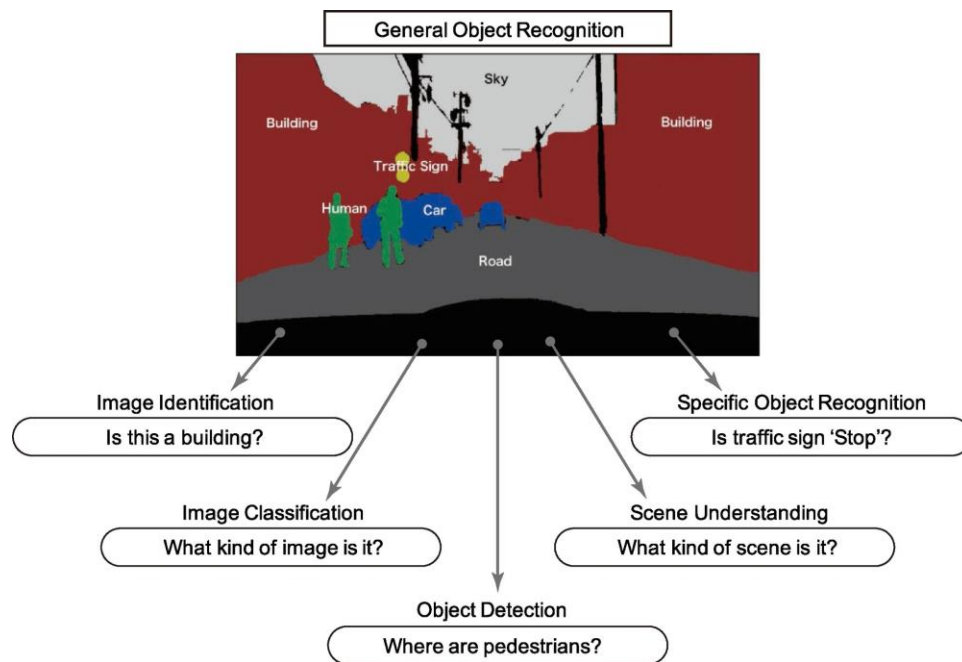 General Object Recognition
Sky
Building
Building
Traffic Sign
Human
Car
Road
Image Identification
Is this a building?
Specific Object Recognition
Is traffic sign ‘Stop’?
Image Classification
What kind of image is it?
Scene Understanding
What kind of scene is it?
Object Detection
Where are pedestrians?